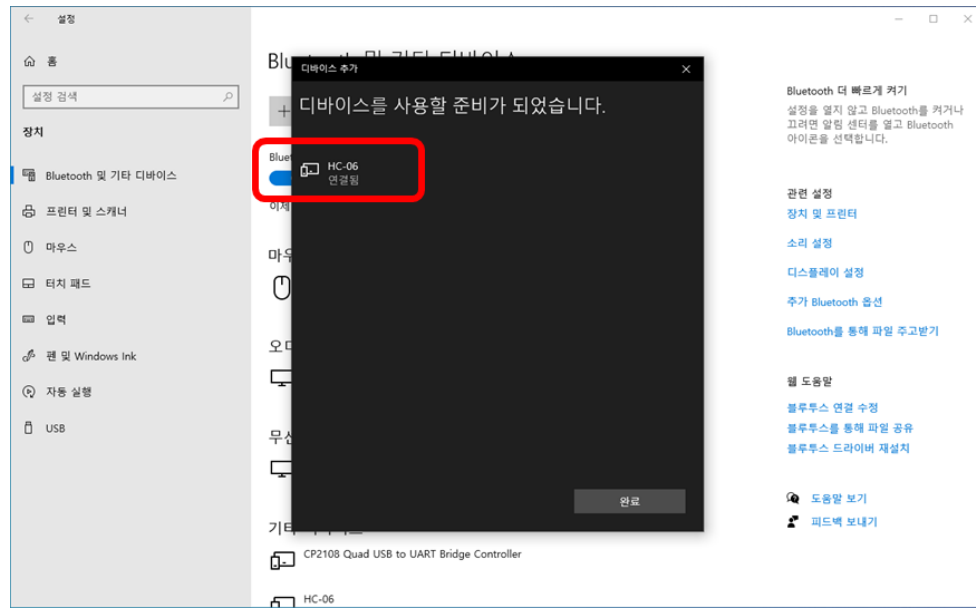 설정
홈
설정 검색
장치
Bluetooth 및 기타 디바이스
프린터 및 스캐너
마우스
터치 패드
입력
펜 및 Windows Ink
자동 실행
USB
디바이스 추가
디바이스를 사용할 준비가 되었습니다.
HC-06
연결됨
완료
CP2108 Quad USB to UART Bridge Controller
HC-06
Bluetooth 더 빠르게 켜기
설정을 열지 않고 Bluetooth를 켜거나
끄려면 알림 센터를 열고 Bluetooth
아이콘을 선택합니다.
관련 설정
장치 및 프린터
소리 설정
디스플레이 설정
추가 Bluetooth 옵션
Bluetooth를 통해 파일 주고받기
웹 도움말
블루투스 연결 수정
블루투스를 통해 파일 공유
블루투스 드라이버 재설치
도움말 보기
피드백 보내기